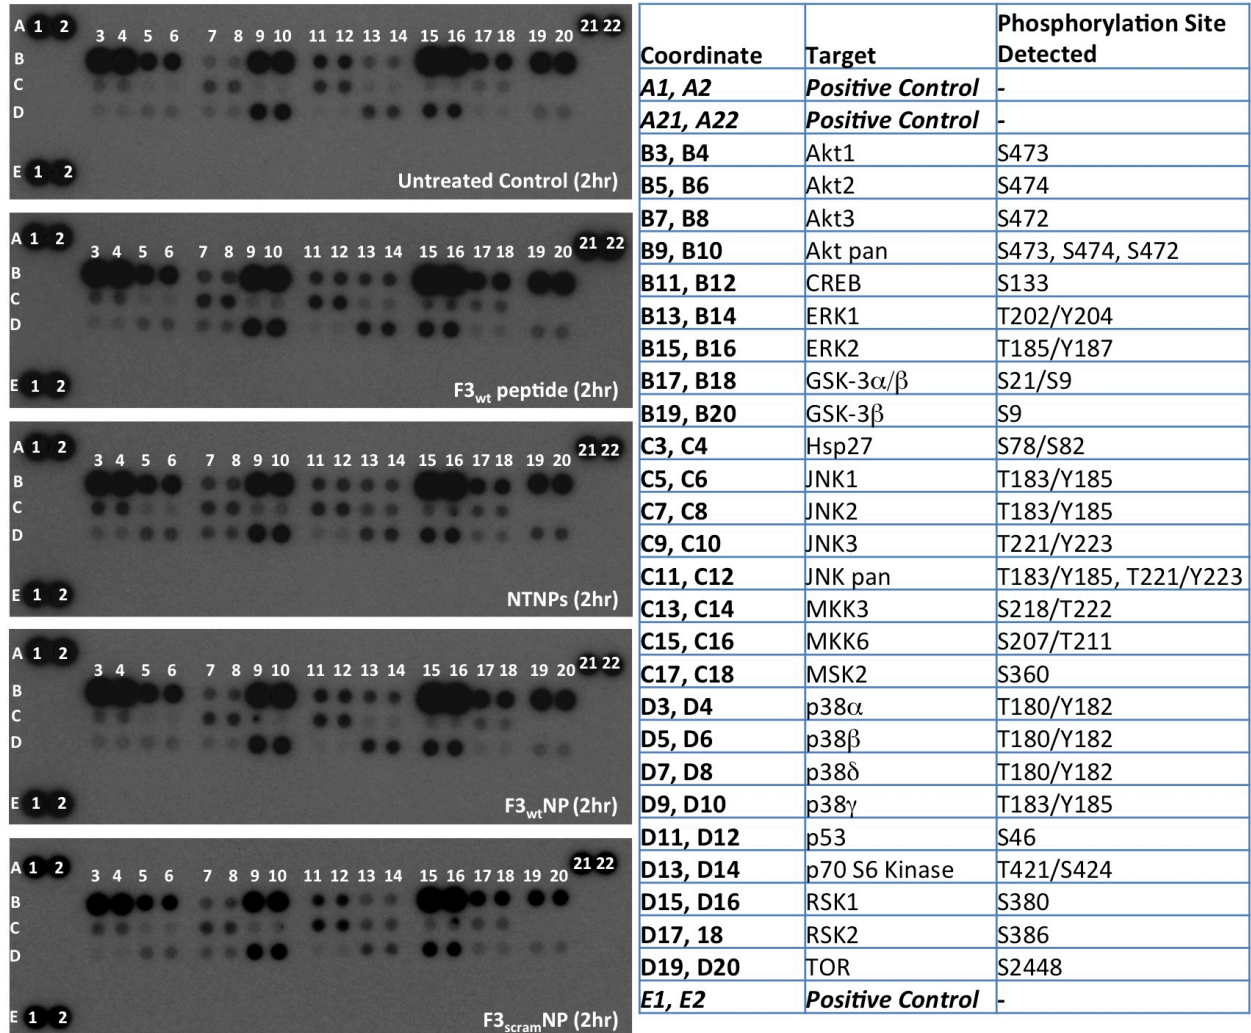 A 1 2
3 4 5 6 7 8 9 10 11 12 13 14 15 16 17 18 19 20
21 22
B
C
D
E 1 2
Untreated Control (2hr)
A 1 2
3 4 5 6 7 8 9 10 11 12 13 14 15 16 17 18 19 20
21 22
B
C
D
E 1 2
F3wt peptide (2hr)
A 1 2
3 4 5 6 7 8 9 10 11 12 13 14 15 16 17 18 19 20
21 22
B
C
D
E 1 2
NTNPs (2hr)
A 1 2
3 4 5 6 7 8 9 10 11 12 13 14 15 16 17 18 19 20
21 22
B
C
D
E 1 2
F3wtNP (2hr)
A 1 2
3 4 5 6 7 8 9 10 11 12 13 14 15 16 17 18 19 20
21 22
B
C
D
E 1 2
F3scramNP (2hr)
Coordinate Target Phosphorylation Site
Detected
A1, A2 Positive Control -
A21, A22 Positive Control -
B3, B4 Akt1 S473
B5, B6 Akt2 S474
B7, B8 Akt3 S472
B9, B10 Akt pan S473, S474, S472
B11, B12 CREB S133
B13, B14 ERK1 T202/Y204
B15, B16 ERK2 T185/Y187
B17, B18 GSK-3α/β S21/S9
B19, B20 GSK-3β S9
C3, C4 Hsp27 S78/S82
C5, C6 JNK1 T183/Y185
C7, C8 JNK2 T183/Y185
C9, C10 JNK3 T221/Y223
C11, C12 JNK pan T183/Y185, T221/Y223
C13, C14 MKK3 S218/T222
C15, C16 MKK6 S207/T211
C17, C18 MSK2 S360
D3, D4 p38α T180/Y182
D5, D6 p38β T180/Y182
D7, D8 p38δ T180/Y182
D9, D10 p38γ T183/Y185
D11, D12 p53 S46
D13, D14 p70 S6 Kinase T421/S424
D15, D16 RSK1 S380
D17, 18 RSK2 S386
D19, D20 TOR S2448
E1, E2 Positive Control -